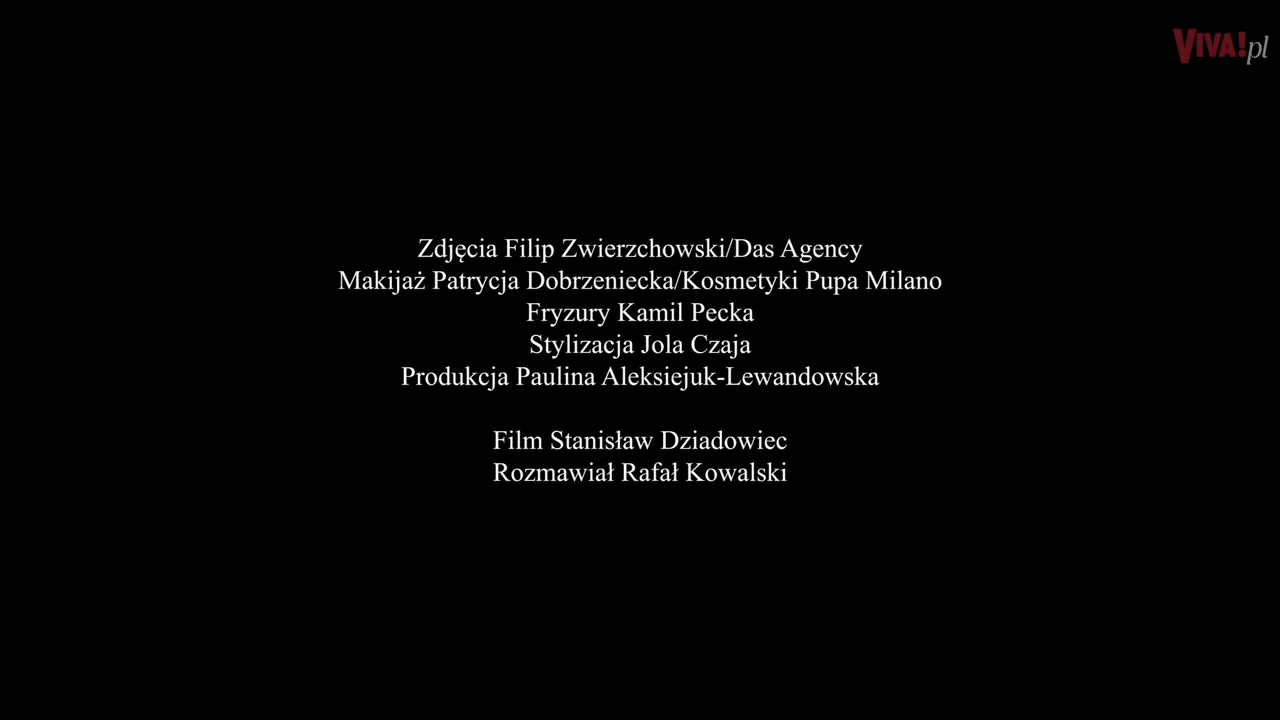 VIVA!pl
Zdjęcia Filip Zwierzchowski/Das Agency
Makijaż Patrycja Dobrzeniecka/Kosmetyki Pupa Milano
Fryzury Kamil Pecka
Stylizacja Jola Czaja
Produkcja Paulina Aleksiejuk-Lewandowska
Film Stanisław Dziadowiec
Rozmawiał Rafał Kowalski